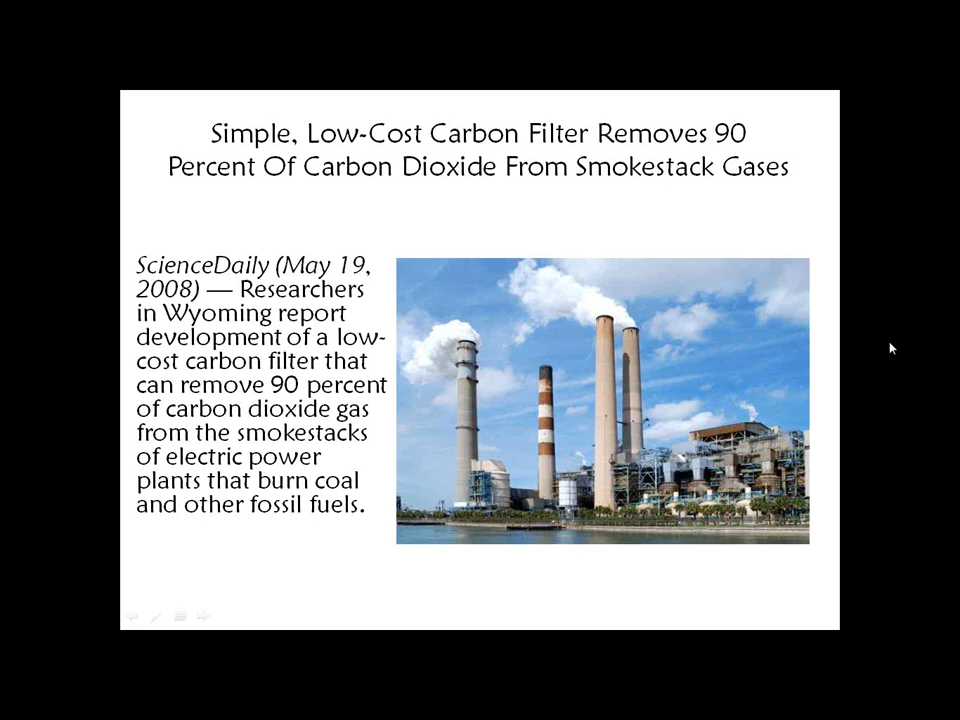 Simple, Low-Cost Carbon Filter Removes 90
Percent Of Carbon Dioxide From Smokestack Gases
ScienceDaily (May 19,
2008) — Researchers
in Wyoming report
development of a low-
cost carbon filter that
can remove 90 percent
of carbon dioxide gas
from the smokestacks
of electric power
plants that burn coal
and other fossil fuels.